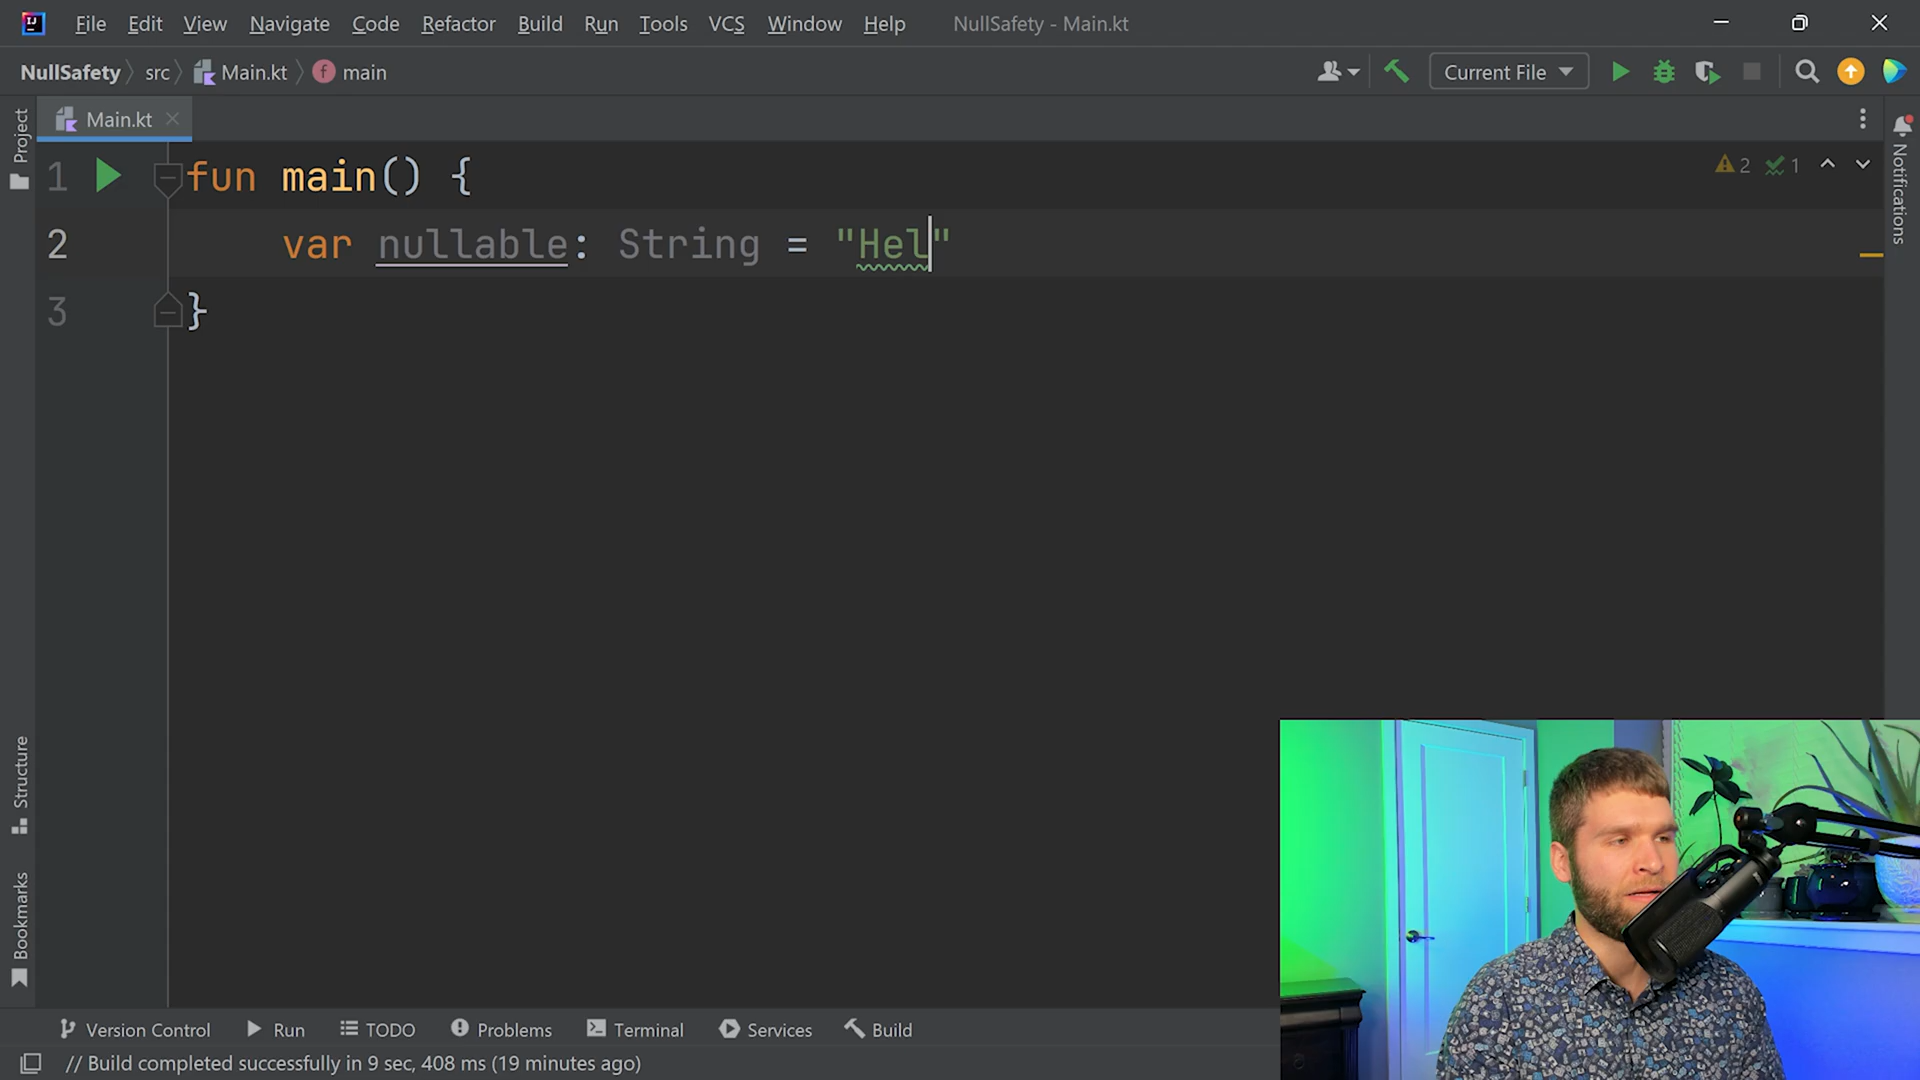 File Edit View Navigate Code Refactor Build Run Tools VCS Window Help NullSafety - Main.kt
NullSafety src Main.kt main Current File
Main.kt
Project
1 fun main() {
2 var nullable: String = "Hel"
3 }
2 1
Notifications
Structure
Bookmarks
Version Control Run TODO Problems Terminal Services Build
// Build completed successfully in 9 sec, 408 ms (19 minutes ago)